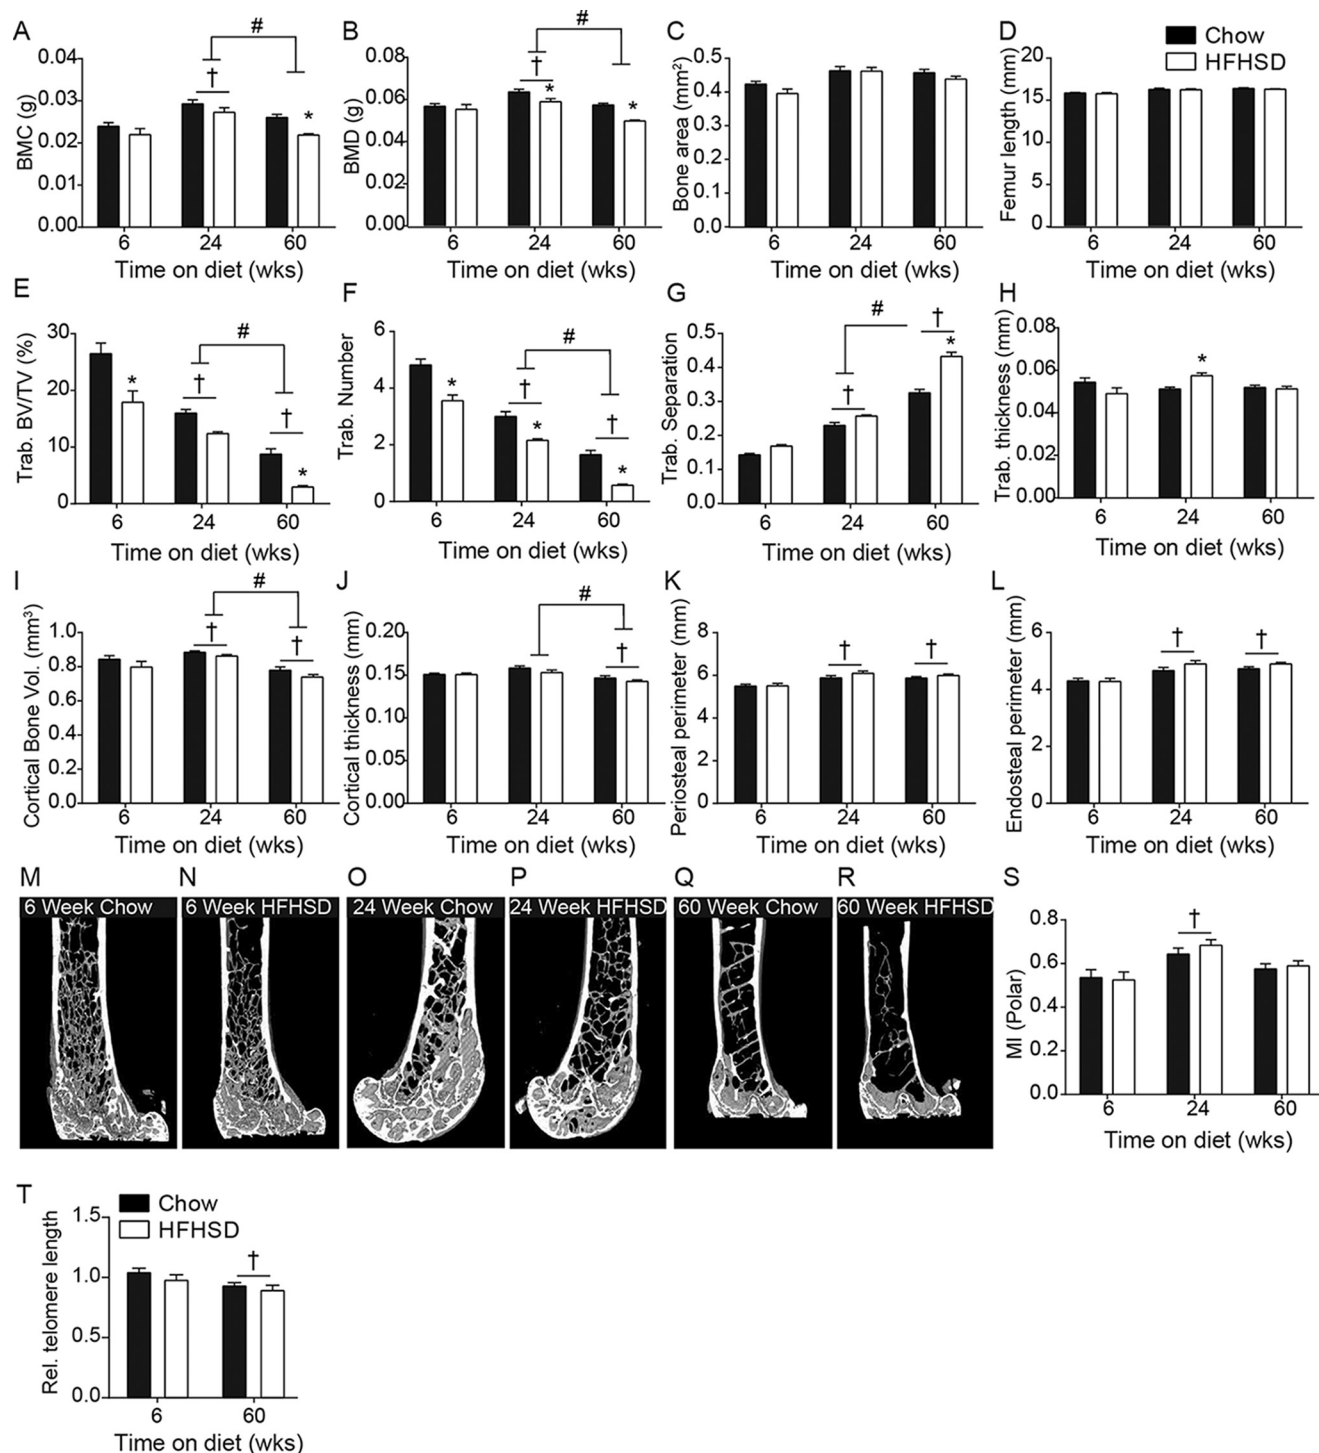 A
#
†
*
BMC (g)
0.04
0.03
0.02
0.01
0.00
6 24 60
Time on diet (wks)
B
#
†
*
*
BMD (g)
0.08
0.06
0.04
0.02
0.00
6 24 60
Time on diet (wks)
C
Bone area (mm²)
0.5
0.4
0.3
0.2
0.1
0.0
6 24 60
Time on diet (wks)
D
Chow
HFHSD
Femur length (mm)
20
15
10
5
0
6 24 60
Time on diet (wks)
E
#
*
†
†
*
Trab. BV/TV (%)
30
20
10
0
6 24 60
Time on diet (wks)
F
#
*
†
*
†
*
Trab. Number
6
4
2
0
6 24 60
Time on diet (wks)
G
#
†
†
*
Trab. Separation
0.5
0.4
0.3
0.2
0.1
0.0
6 24 60
Time on diet (wks)
H
*
Trab. thickness (mm)
0.08
0.06
0.04
0.02
0.00
6 24 60
Time on diet (wks)
I
#
†
†
Cortical Bone Vol. (mm³)
1.0
0.8
0.6
0.4
0.2
0.0
6 24 60
Time on diet (wks)
J
#
†
Cortical thickness (mm)
0.20
0.15
0.10
0.05
0.00
6 24 60
Time on diet (wks)
K
†
†
Periosteal perimeter (mm)
8
6
4
2
0
6 24 60
Time on diet (wks)
L
†
†
Endosteal perimeter (mm)
6
4
2
0
6 24 60
Time on diet (wks)
M
6 Week Chow
N
6 Week HFHSD
O
24 Week Chow
P
24 Week HFHSD
Q
60 Week Chow
R
60 Week HFHSD
S
†
MI (Polar)
0.8
0.6
0.4
0.2
0.0
6 24 60
Time on diet (wks)
T
Chow
HFHSD
†
Rel. telomere length
1.5
1.0
0.5
0.0
6 60
Time on diet (wks)